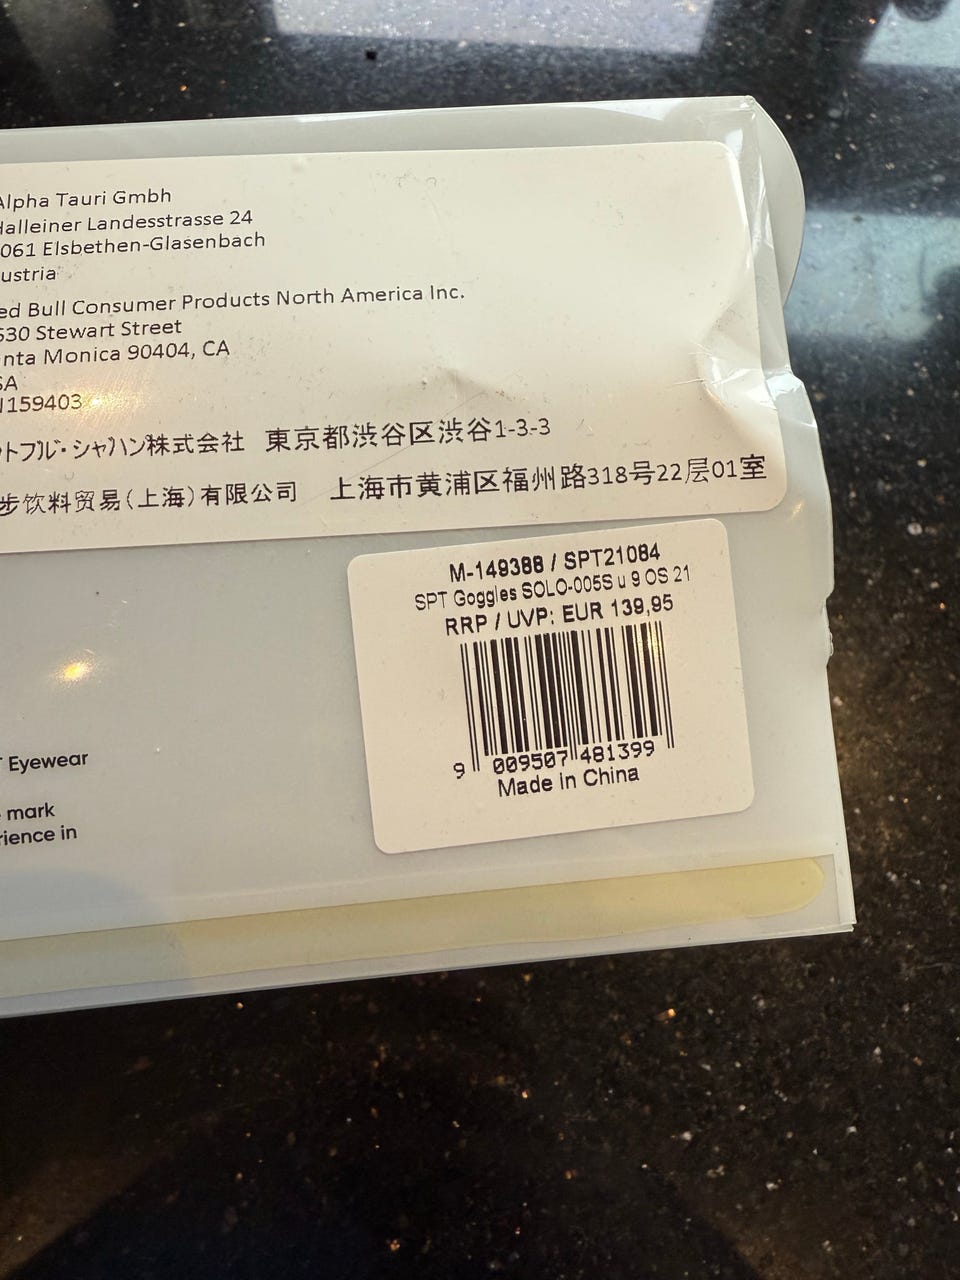 Alpha Tauri Gmbh
Halleiner Landesstrasse 24
061 Elsbethen-Glasenbach
ustria
ed Bull Consumer Products North America Inc.
630 Stewart Street
nta Monica 90404, CA
SA
159403
トブル・ジャパン株式会社 東京都渋谷区渋谷1-3-3
步饮料贸易(上海)有限公司 上海市黄浦区福州路318号22层01室
M-149388 / SPT21084
SPT Goggles SOLO-005S u 9 OS 21
RRP / UVP: EUR 139,95
9 009507 481399
Made in China
Eyewear
mark
rience in